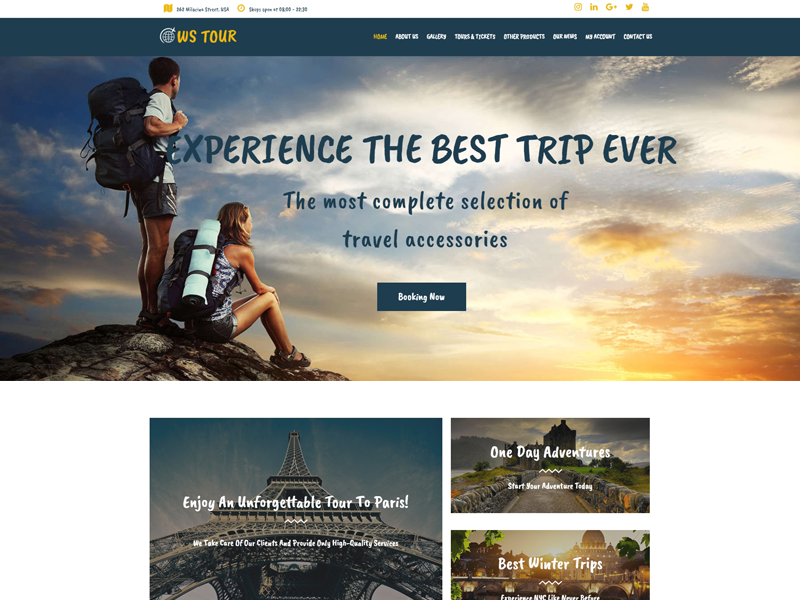 262 Milacina Street, USA
Shops open at 08:00 - 22:30
WS TOUR
HOME
ABOUT US
GALLERY
TOURS & TICKETS
OTHER PRODUCTS
OUR NEWS
MY ACCOUNT
CONTACT US
EXPERIENCE THE BEST TRIP EVER
The most complete selection of
travel accessories
Booking Now
Enjoy An Unforgettable Tour To Paris!
We Take Care Of Our Clients And Provide Only High-Quality Services
One Day Adventures
Start Your Adventure Today
Best Winter Trips
Experience NYC Like Never Before